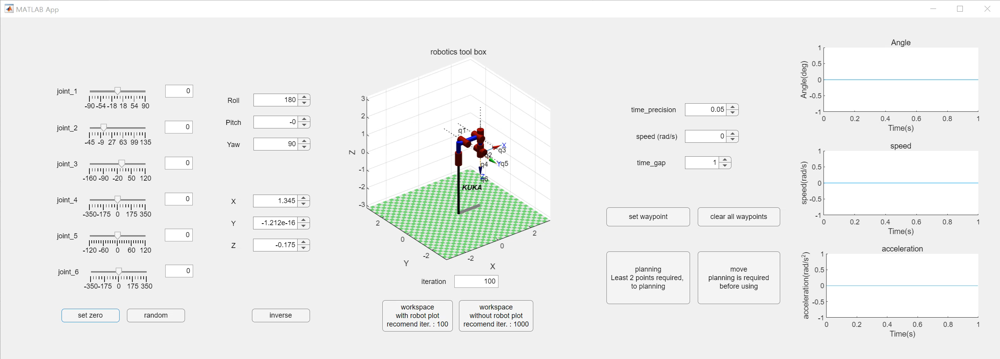 MATLAB App
joint_1
0
-90 -54 -18 18 54 90
joint_2
0
-45 -9 27 63 99 135
joint_3
0
-160 -90 -20 50 120
joint_4
0
-350 -175 0 175 350
joint_5
0
-120 -60 0 60 120
joint_6
0
-350 -175 0 175 350
set zero
random
Roll
180
Pitch
-0
Yaw
90
X
1.345
Y
-1.212e-16
Z
-0.175
inverse
robotics tool box
3
2
1
0
-1
-2
-3
Z
q1
X
q3
q2
Y
q5
q4
Z
q6
KUKA
2
0
-2
Y
-2
0
2
X
iteration
100
workspace
with robot plot
recomend iter. : 100
workspace
without robot plot
recomend iter. : 1000
time_precision
0.05
speed (rad/s)
0
time_gap
1
set waypoint
clear all waypoints
planning
Least 2 points required,
to planning
move
planning is required
before using
Angle
Angle(deg)
1
0.5
0
-0.5
-1
0 0.2 0.4 0.6 0.8 1
Time(s)
speed
speed(rad/s)
1
0.5
0
-0.5
-1
0 0.2 0.4 0.6 0.8 1
Time(s)
acceleration
acceleration(rad/s²)
1
0.5
0
-0.5
-1
0 0.2 0.4 0.6 0.8 1
Time(s)